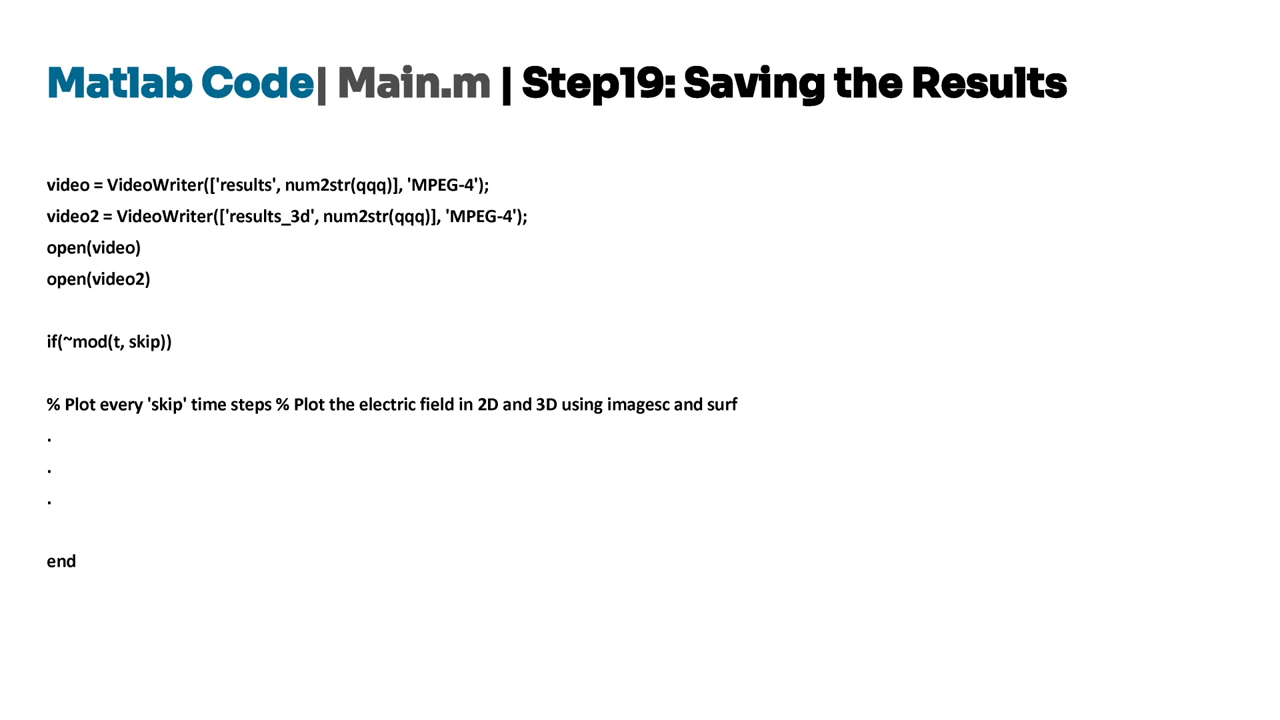 Matlab Code| Main.m | Step19: Saving the Results
video = VideoWriter(['results', num2str(qqq)], 'MPEG-4');
video2 = VideoWriter(['results_3d', num2str(qqq)], 'MPEG-4');
open(video)
open(video2)
if(~mod(t, skip))
% Plot every 'skip' time steps % Plot the electric field in 2D and 3D using imagesc and surf
.
.
.
end